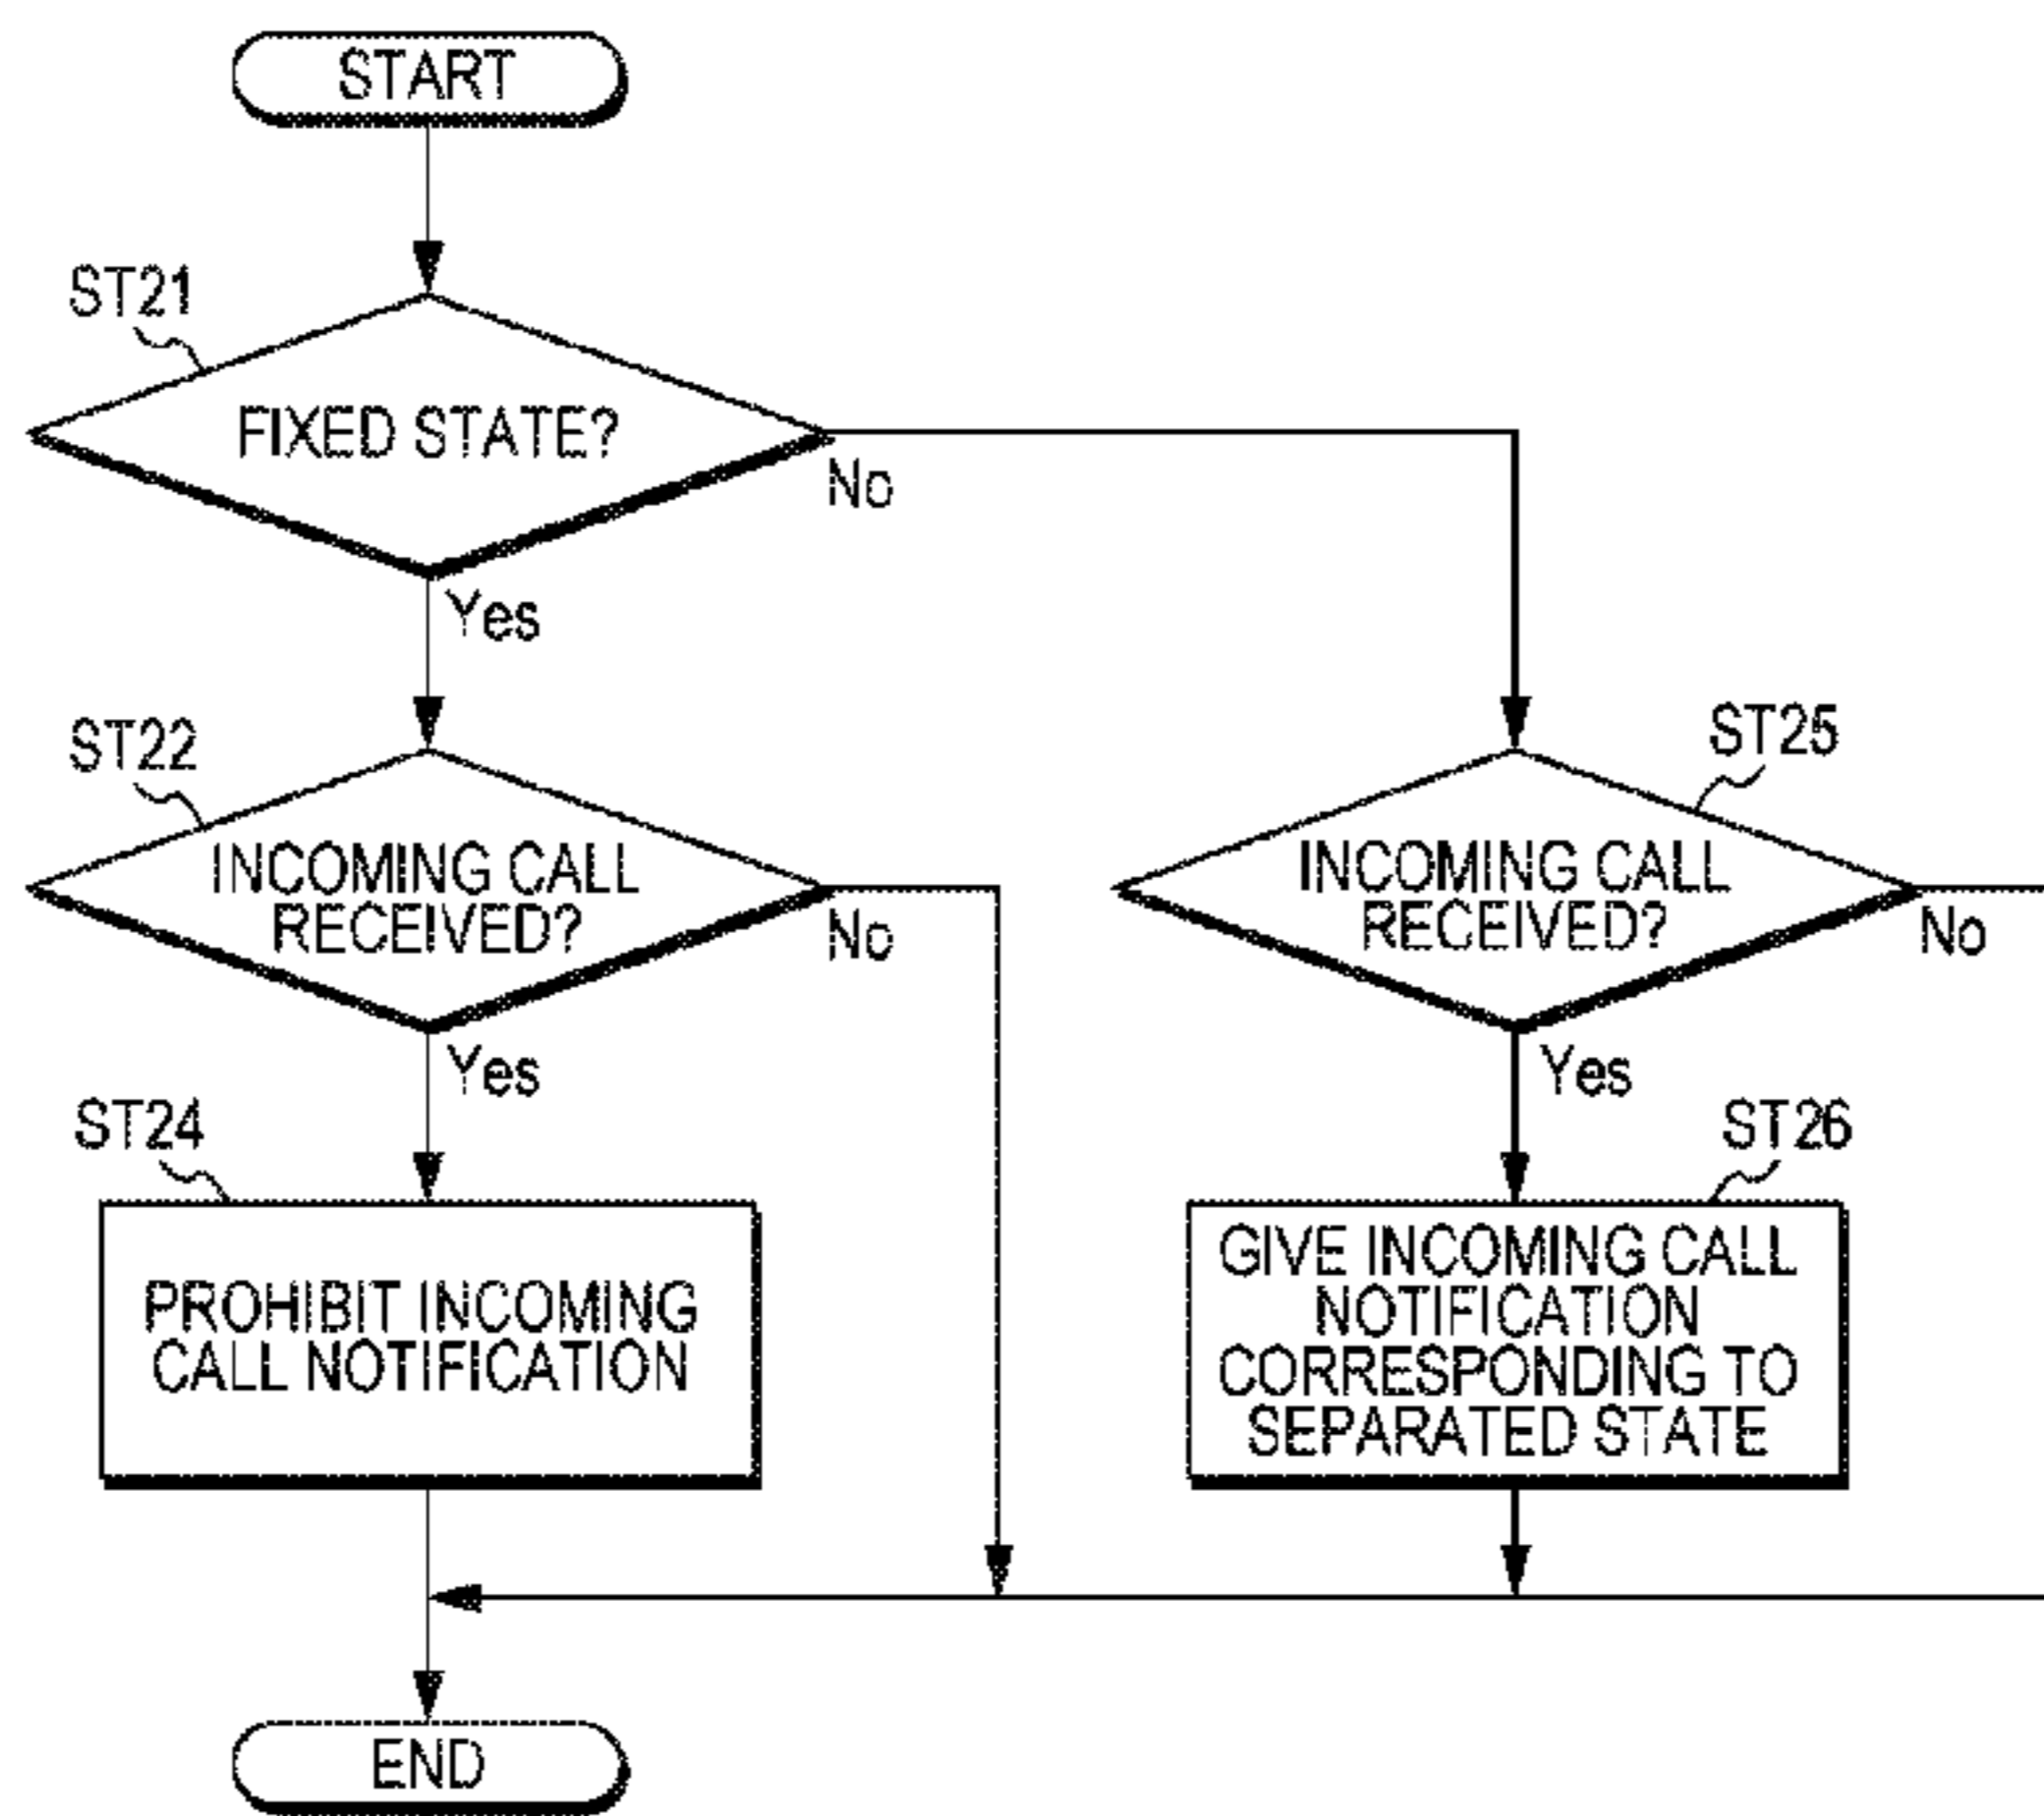 START
ST21
FIXED STATE?
No
Yes
ST22
INCOMING CALL
RECEIVED?
No
Yes
ST25
INCOMING CALL
RECEIVED?
No
Yes
ST24
PROHIBIT INCOMING
CALL NOTIFICATION
ST26
GIVE INCOMING CALL
NOTIFICATION
CORRESPONDING TO
SEPARATED STATE
END